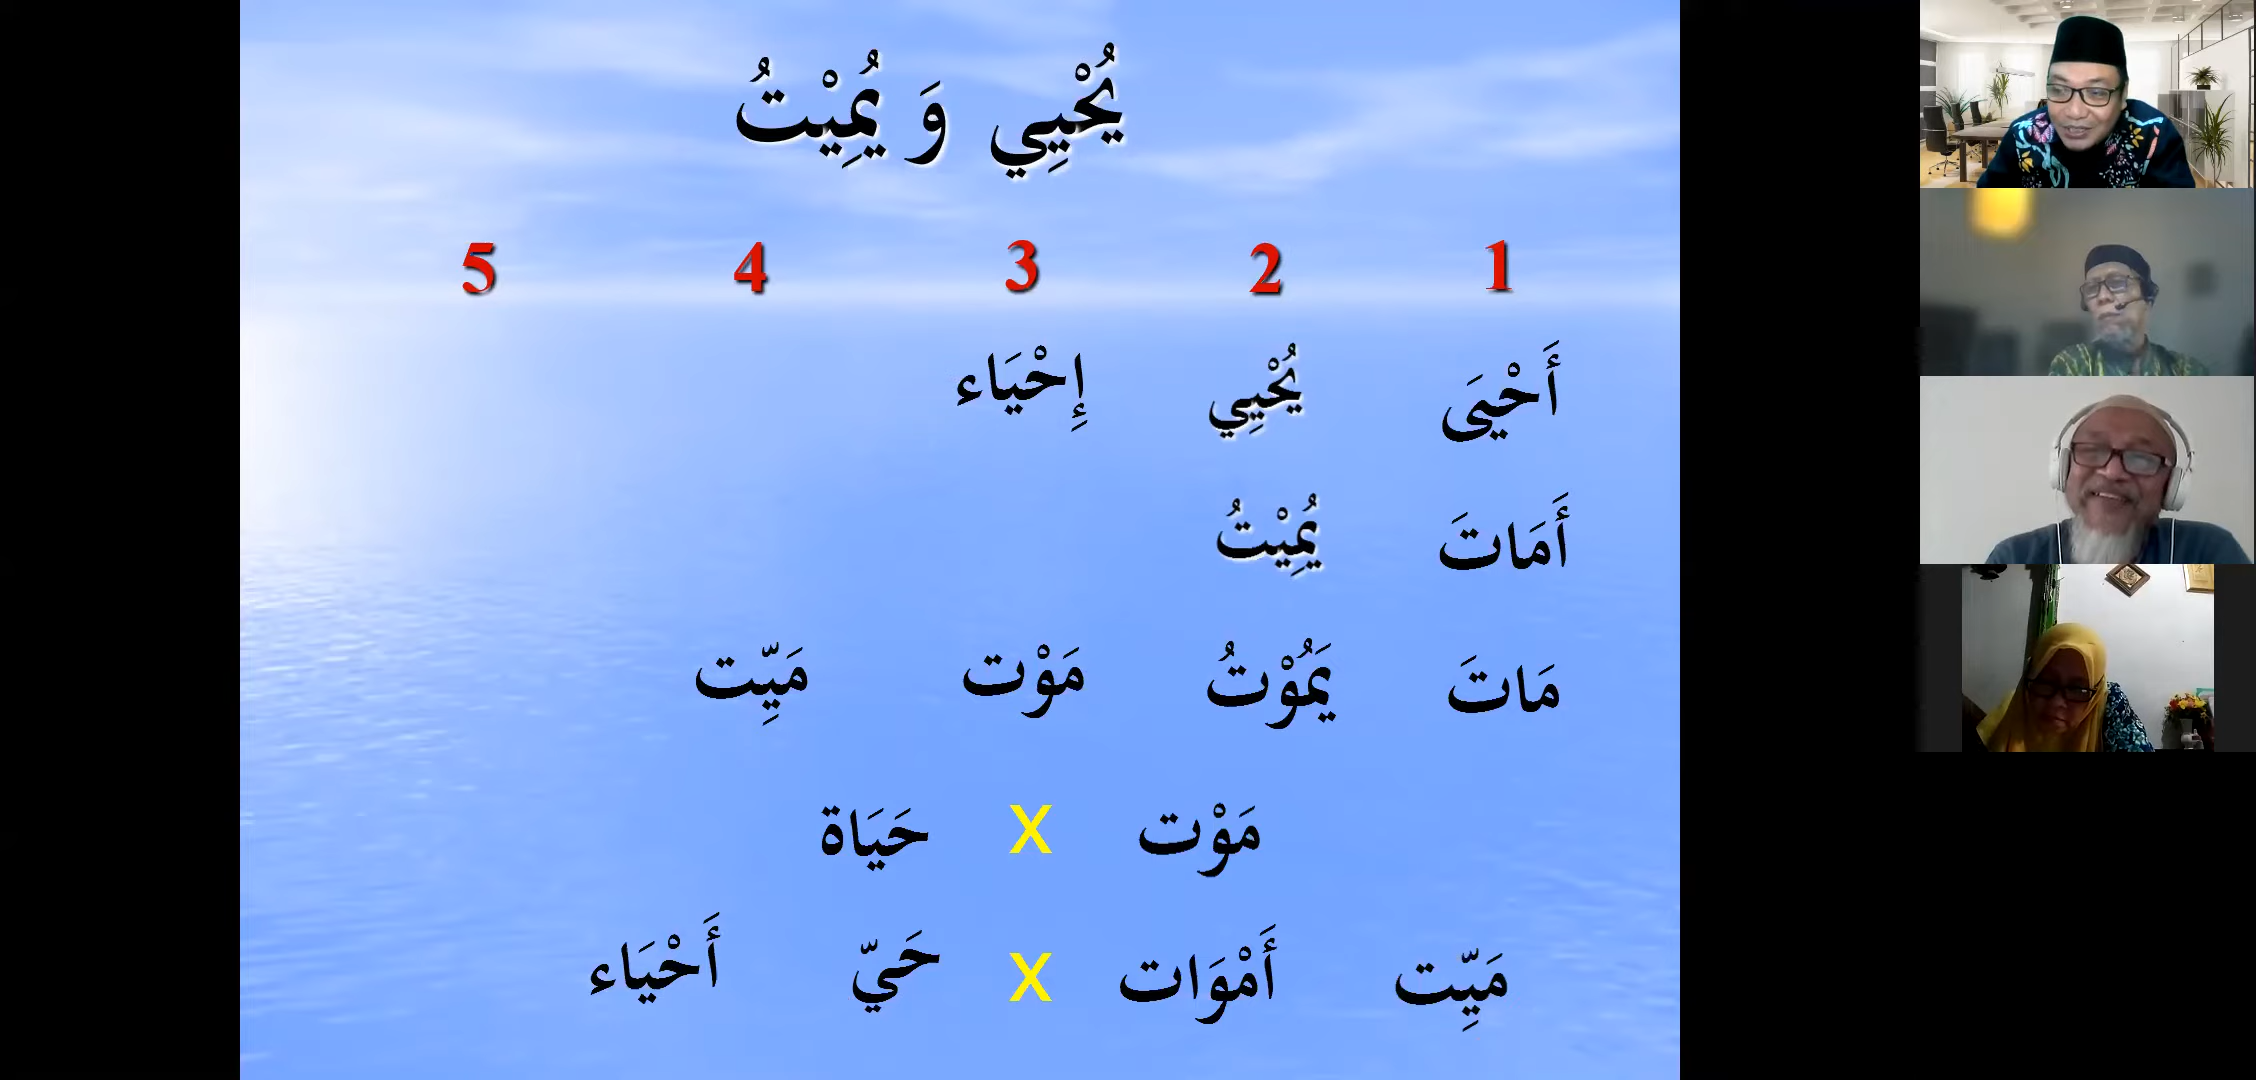 يُحْيِي وَ يُمِيْتُ
1 2 3 4 5
أَحْيَى يُحْيِي إِحْيَاء
أَمَاتَ يُمِيْتُ
مَاتَ يَمُوْتُ مَوْت مَيِّت
مَوْت X حَيَاة
مَيِّت أَمْوَات X حَيّ أَحْيَاء